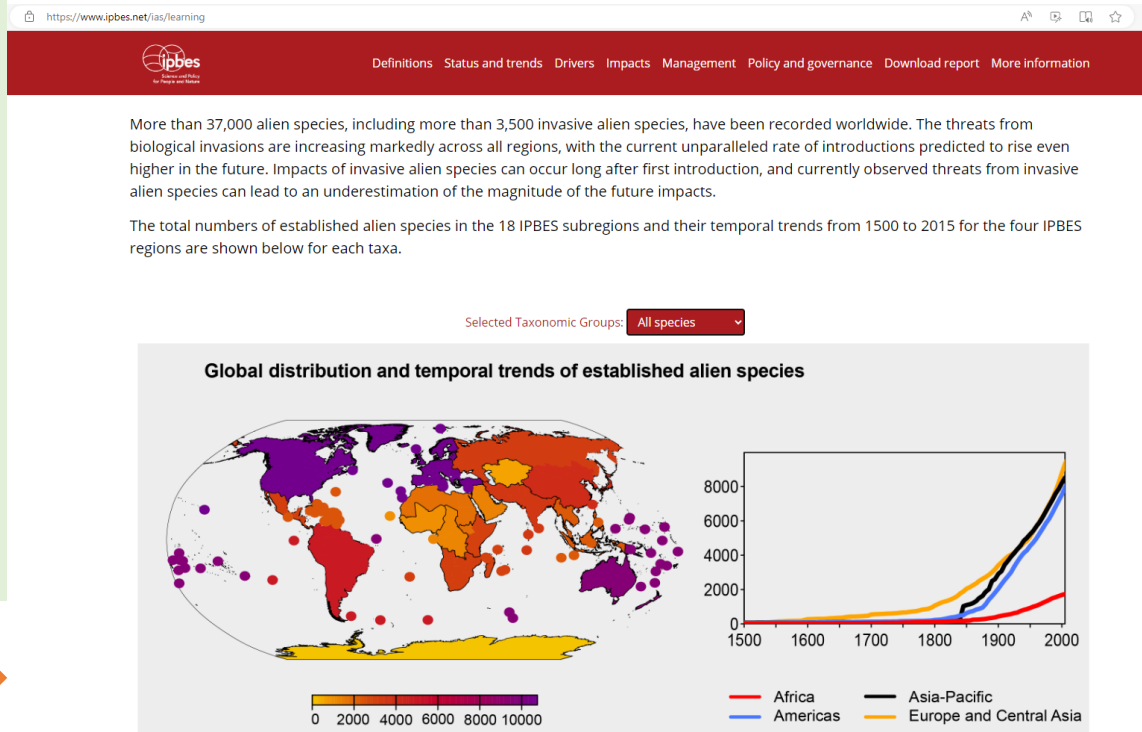 https://www.ipbes.net/ias/learning
ipbes
Science and Policy
for People and Nature
Definitions Status and trends Drivers Impacts Management Policy and governance Download report More information
More than 37,000 alien species, including more than 3,500 invasive alien species, have been recorded worldwide. The threats from
biological invasions are increasing markedly across all regions, with the current unparalleled rate of introductions predicted to rise even
higher in the future. Impacts of invasive alien species can occur long after first introduction, and currently observed threats from invasive
alien species can lead to an underestimation of the magnitude of the future impacts.
The total numbers of established alien species in the 18 IPBES subregions and their temporal trends from 1500 to 2015 for the four IPBES
regions are shown below for each taxa.
Selected Taxonomic Groups: All species
Global distribution and temporal trends of established alien species
8000
6000
4000
2000
0
1500 1600 1700 1800 1900 2000
0 2000 4000 6000 8000 10000
Africa Asia-Pacific
Americas Europe and Central Asia